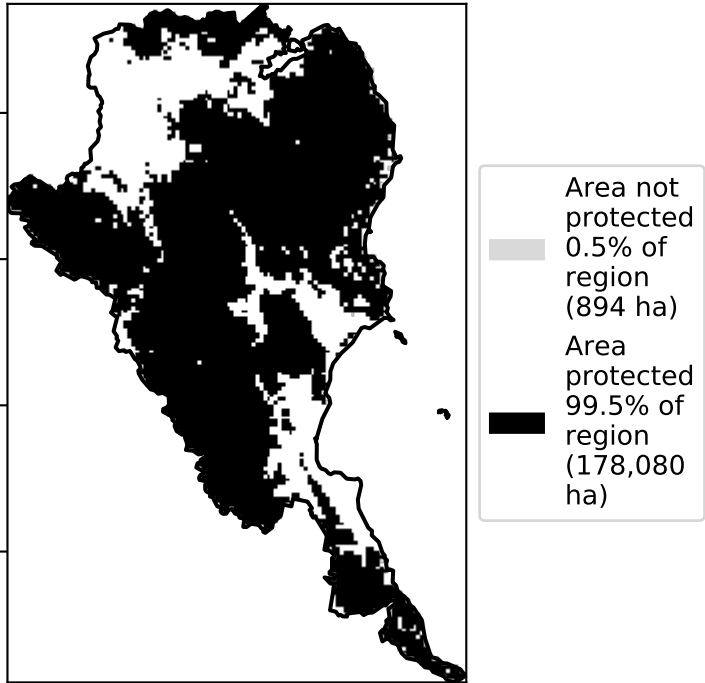 Area not
protected
0.5% of
region
(894 ha)
Area
protected
99.5% of
region
(178,080
ha)